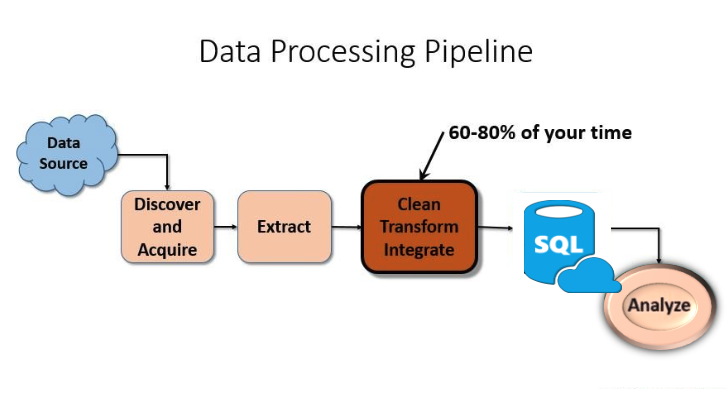 Data Processing Pipeline
60-80% of your time
Data
Source
Discover
and
Acquire
Extract
Clean
Transform
Integrate
SQL
Analyze